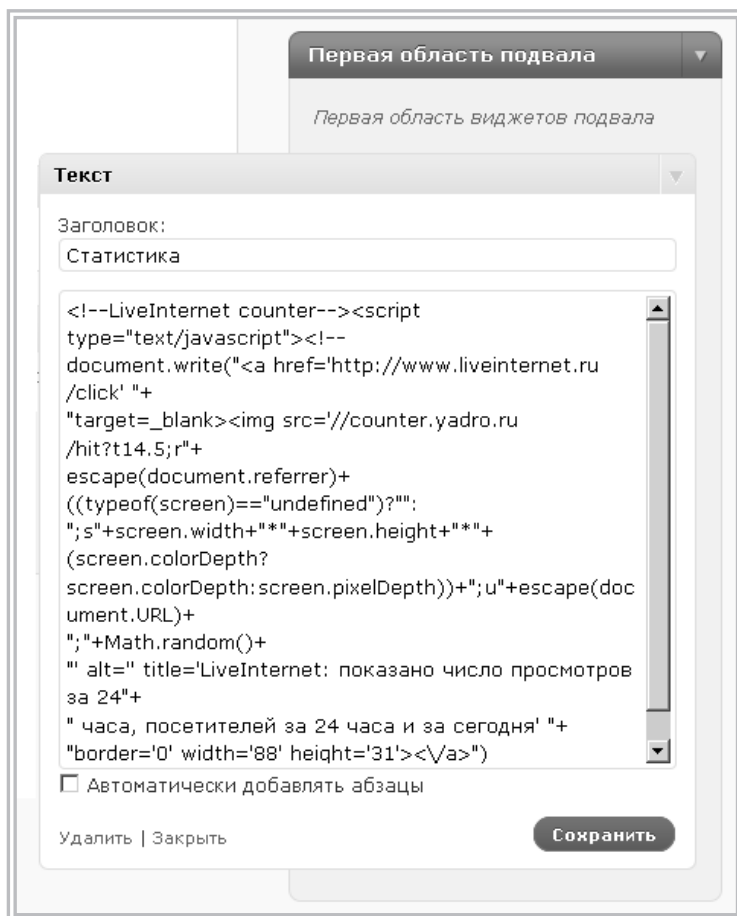 Первая область подвала
Первая область виджетов подвала
Текст
Заголовок:
Статистика
<!--LiveInternet counter--><script
type="text/javascript"><!--
document.write("<a href='http://www.liveinternet.ru
/click' "+
"target=_blank><img src='//counter.yadro.ru
/hit?t14.5;r"+
escape(document.referrer)+
((typeof(screen)=="undefined")?"":
";s"+screen.width+"*"+screen.height+"*"+
(screen.colorDepth?
screen.colorDepth:screen.pixelDepth))+";u"+escape(doc
ument.URL)+
";"+Math.random()+
"' alt='' title='LiveInternet: показано число просмотров
за 24"+
" часа, посетителей за 24 часа и за сегодня' "+
"border='0' width='88' height='31'><\/a>")
Автоматически добавлять абзацы
Удалить | Закрыть
Сохранить